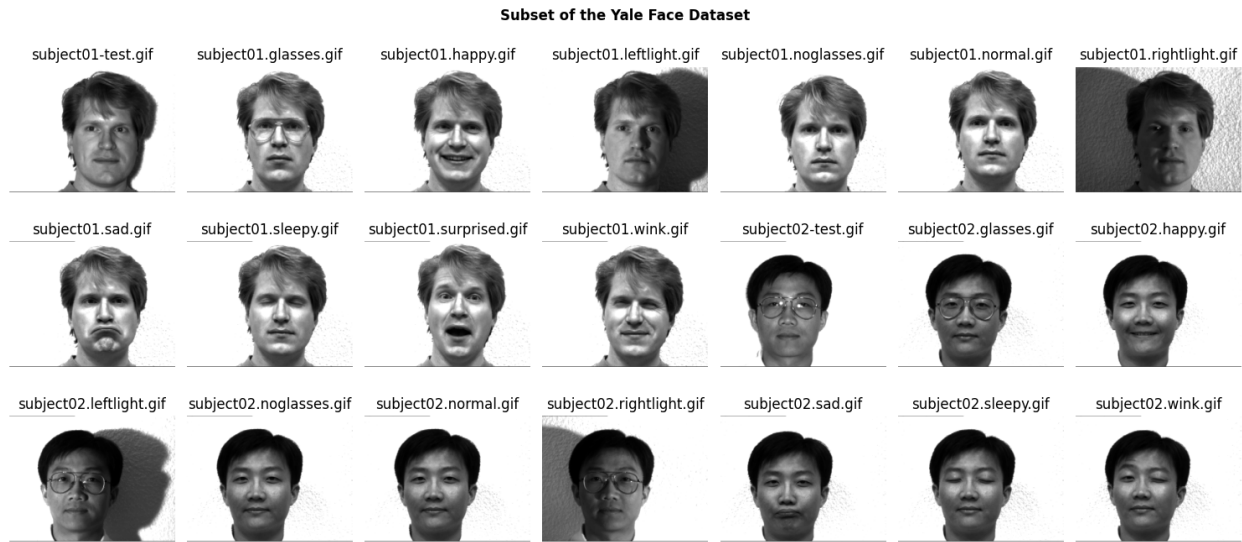 Subset of the Yale Face Dataset
subject01-test.gif
subject01.glasses.gif
subject01.happy.gif
subject01.leftlight.gif
subject01.noglasses.gif
subject01.normal.gif
subject01.rightlight.gif
subject01.sad.gif
subject01.sleepy.gif
subject01.surprised.gif
subject01.wink.gif
subject02-test.gif
subject02.glasses.gif
subject02.happy.gif
subject02.leftlight.gif
subject02.noglasses.gif
subject02.normal.gif
subject02.rightlight.gif
subject02.sad.gif
subject02.sleepy.gif
subject02.wink.gif